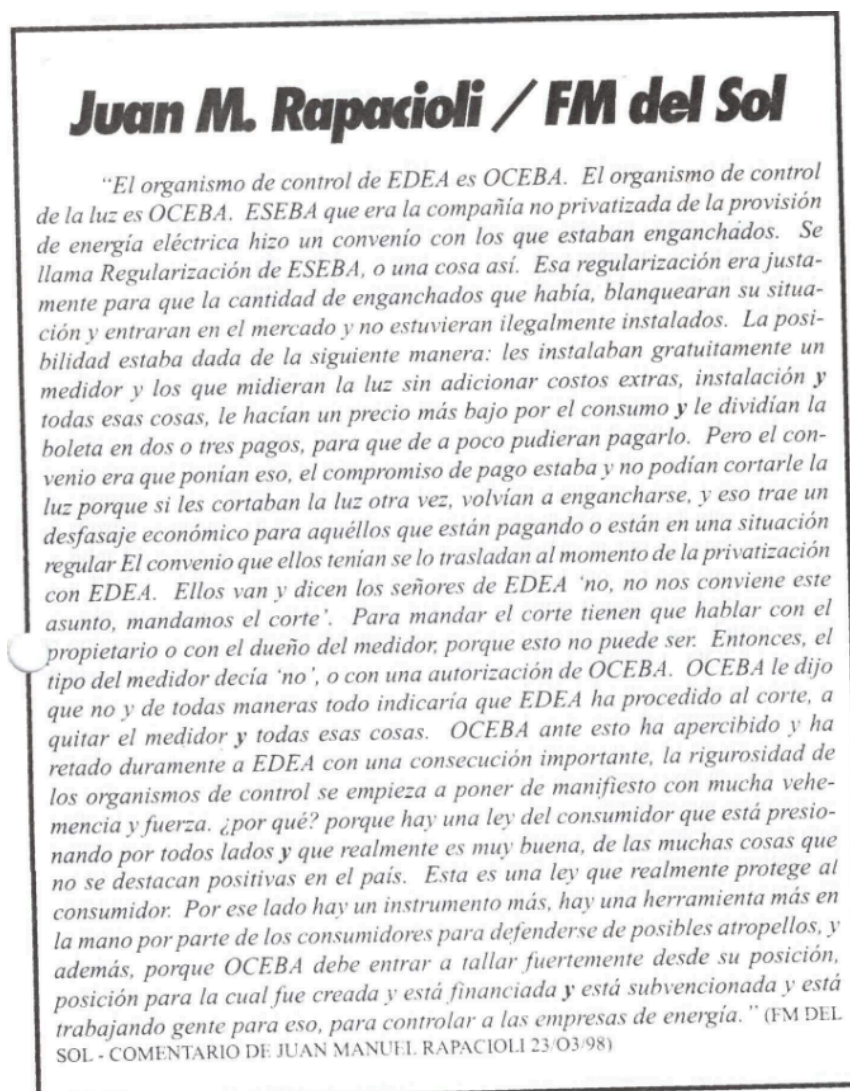 Juan M. Rapacioli / FM del Sol
"El organismo de control de EDEA es OCEBA. El organismo de control
de la luz es OCEBA. ESEBA que era la compañía no privatizada de la provisión
de energía eléctrica hizo un convenio con los que estaban enganchados. Se
llama Regularización de ESEBA, o una cosa así. Esa regularización era justa-
mente para que la cantidad de enganchados que había, blanquearan su situa-
ción y entraran en el mercado y no estuvieran ilegalmente instalados. La posi-
bilidad estaba dada de la siguiente manera: les instalaban gratuitamente un
medidor y los que midieran la luz sin adicionar costos extras, instalación y
todas esas cosas, le hacían un precio más bajo por el consumo y le dividían la
boleta en dos o tres pagos, para que de a poco pudieran pagarlo. Pero el con-
venio era que ponían eso, el compromiso de pago estaba y no podían cortarle la
luz porque si les cortaban la luz otra vez, volvían a engancharse, y eso trae un
desfasaje económico para aquéllos que están pagando o están en una situación
regular El convenio que ellos tenían se lo trasladan al momento de la privatización
con EDEA. Ellos van y dicen los señores de EDEA 'no, no nos conviene este
asunto, mandamos el corte'. Para mandar el corte tienen que hablar con el
propietario o con el dueño del medidor, porque esto no puede ser. Entonces, el
tipo del medidor decía 'no', o con una autorización de OCEBA. OCEBA le dijo
que no y de todas maneras todo indicaría que EDEA ha procedido al corte, a
quitar el medidor y todas esas cosas. OCEBA ante esto ha apercibido y ha
retado duramente a EDEA con una consecución importante, la rigurosidad de
los organismos de control se empieza a poner de manifiesto con mucha vehe-
mencia y fuerza. ¿por qué? porque hay una ley del consumidor que está presio-
nando por todos lados y que realmente es muy buena, de las muchas cosas que
no se destacan positivas en el país. Esta es una ley que realmente protege al
consumidor. Por ese lado hay un instrumento más, hay una herramienta más en
la mano por parte de los consumidores para defenderse de posibles atropellos, y
además, porque OCEBA debe entrar a tallar fuertemente desde su posición,
posición para la cual fue creada y está financiada y está subvencionada y está
trabajando gente para eso, para controlar a las empresas de energía." (FM DEL
SOL - COMENTARIO DE JUAN MANUEL RAPACIOLI 23/O3/98)